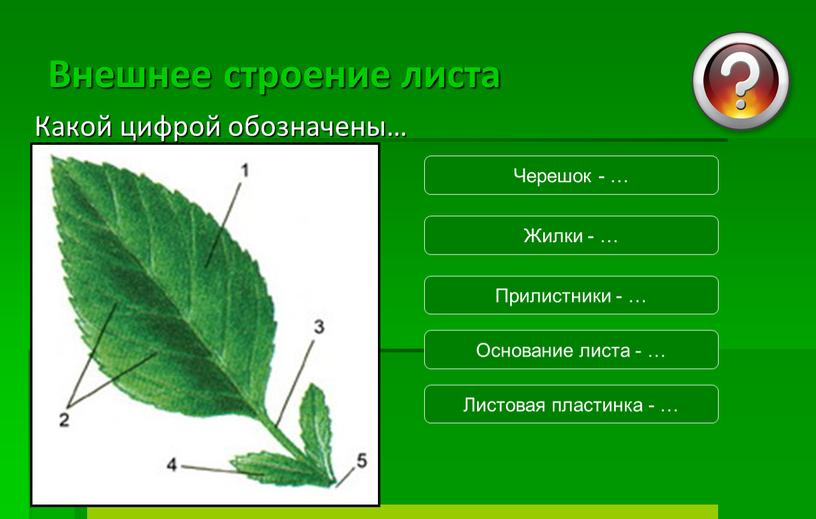 Внешнее строение листа
Какой цифрой обозначены...
1
3
2
4
5
Черешок - …
Жилки - …
Прилистники - …
Основание листа - …
Листовая пластинка - …
?